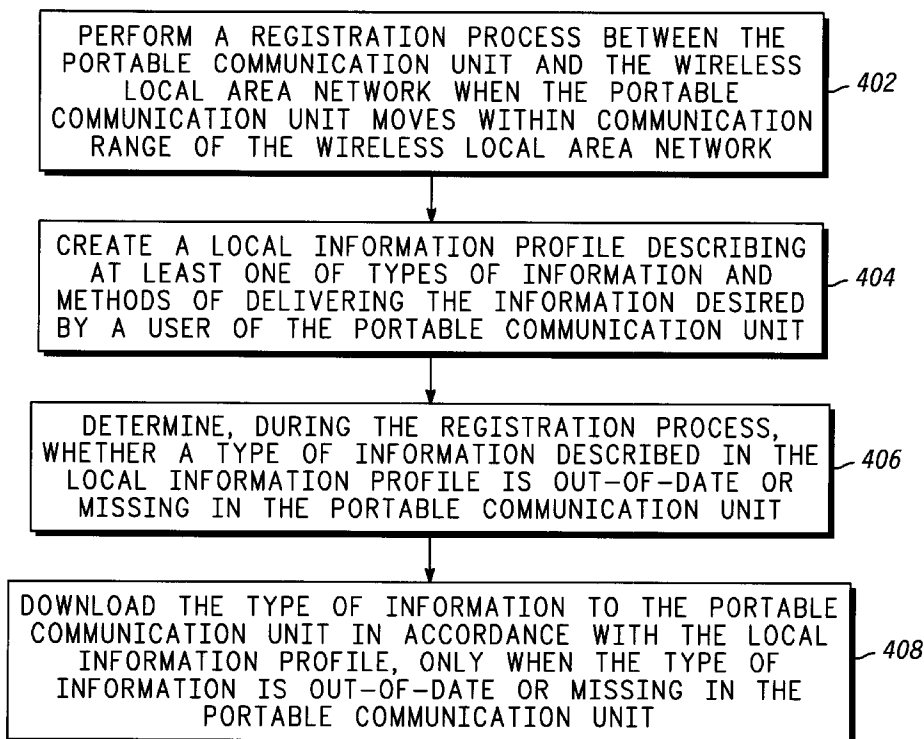 PERFORM A REGISTRATION PROCESS BETWEEN THE
PORTABLE COMMUNICATION UNIT AND THE WIRELESS
LOCAL AREA NETWORK WHEN THE PORTABLE
COMMUNICATION UNIT MOVES WITHIN COMMUNICATION
RANGE OF THE WIRELESS LOCAL AREA NETWORK
402
CREATE A LOCAL INFORMATION PROFILE DESCRIBING
AT LEAST ONE OF TYPES OF INFORMATION AND
METHODS OF DELIVERING THE INFORMATION DESIRED
BY A USER OF THE PORTABLE COMMUNICATION UNIT
404
DETERMINE, DURING THE REGISTRATION PROCESS,
WHETHER A TYPE OF INFORMATION DESCRIBED IN THE
LOCAL INFORMATION PROFILE IS OUT-OF-DATE OR
MISSING IN THE PORTABLE COMMUNICATION UNIT
406
DOWNLOAD THE TYPE OF INFORMATION TO THE PORTABLE
COMMUNICATION UNIT IN ACCORDANCE WITH THE LOCAL
INFORMATION PROFILE, ONLY WHEN THE TYPE OF
INFORMATION IS OUT-OF-DATE OR MISSING IN THE
PORTABLE COMMUNICATION UNIT
408